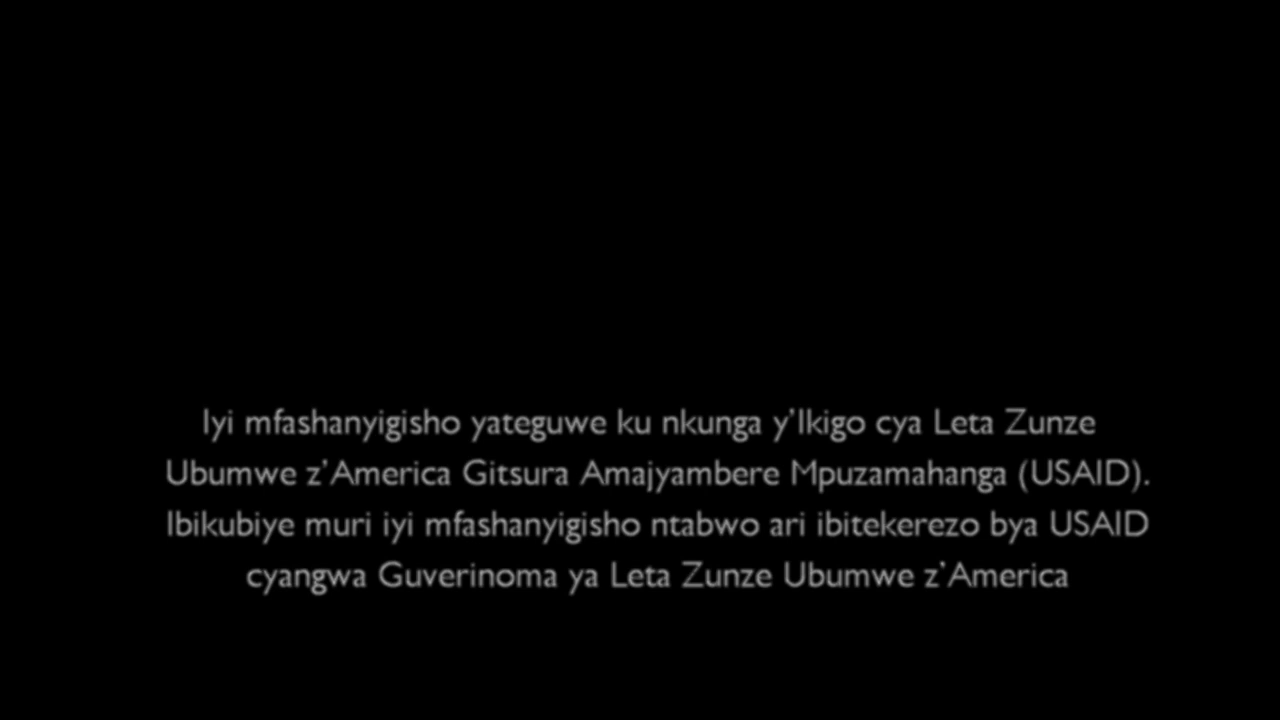 Iyi mfashanyigisho yateguwe ku nkunga y’Ikigo cya Leta Zunze
Ubumwe z’America Gitsura Amajyambere Mpuzamahanga (USAID).
Ibikubiye muri iyi mfashanyigisho ntabwo ari ibitekerezo bya USAID
cyangwa Guverinoma ya Leta Zunze Ubumwe z’America